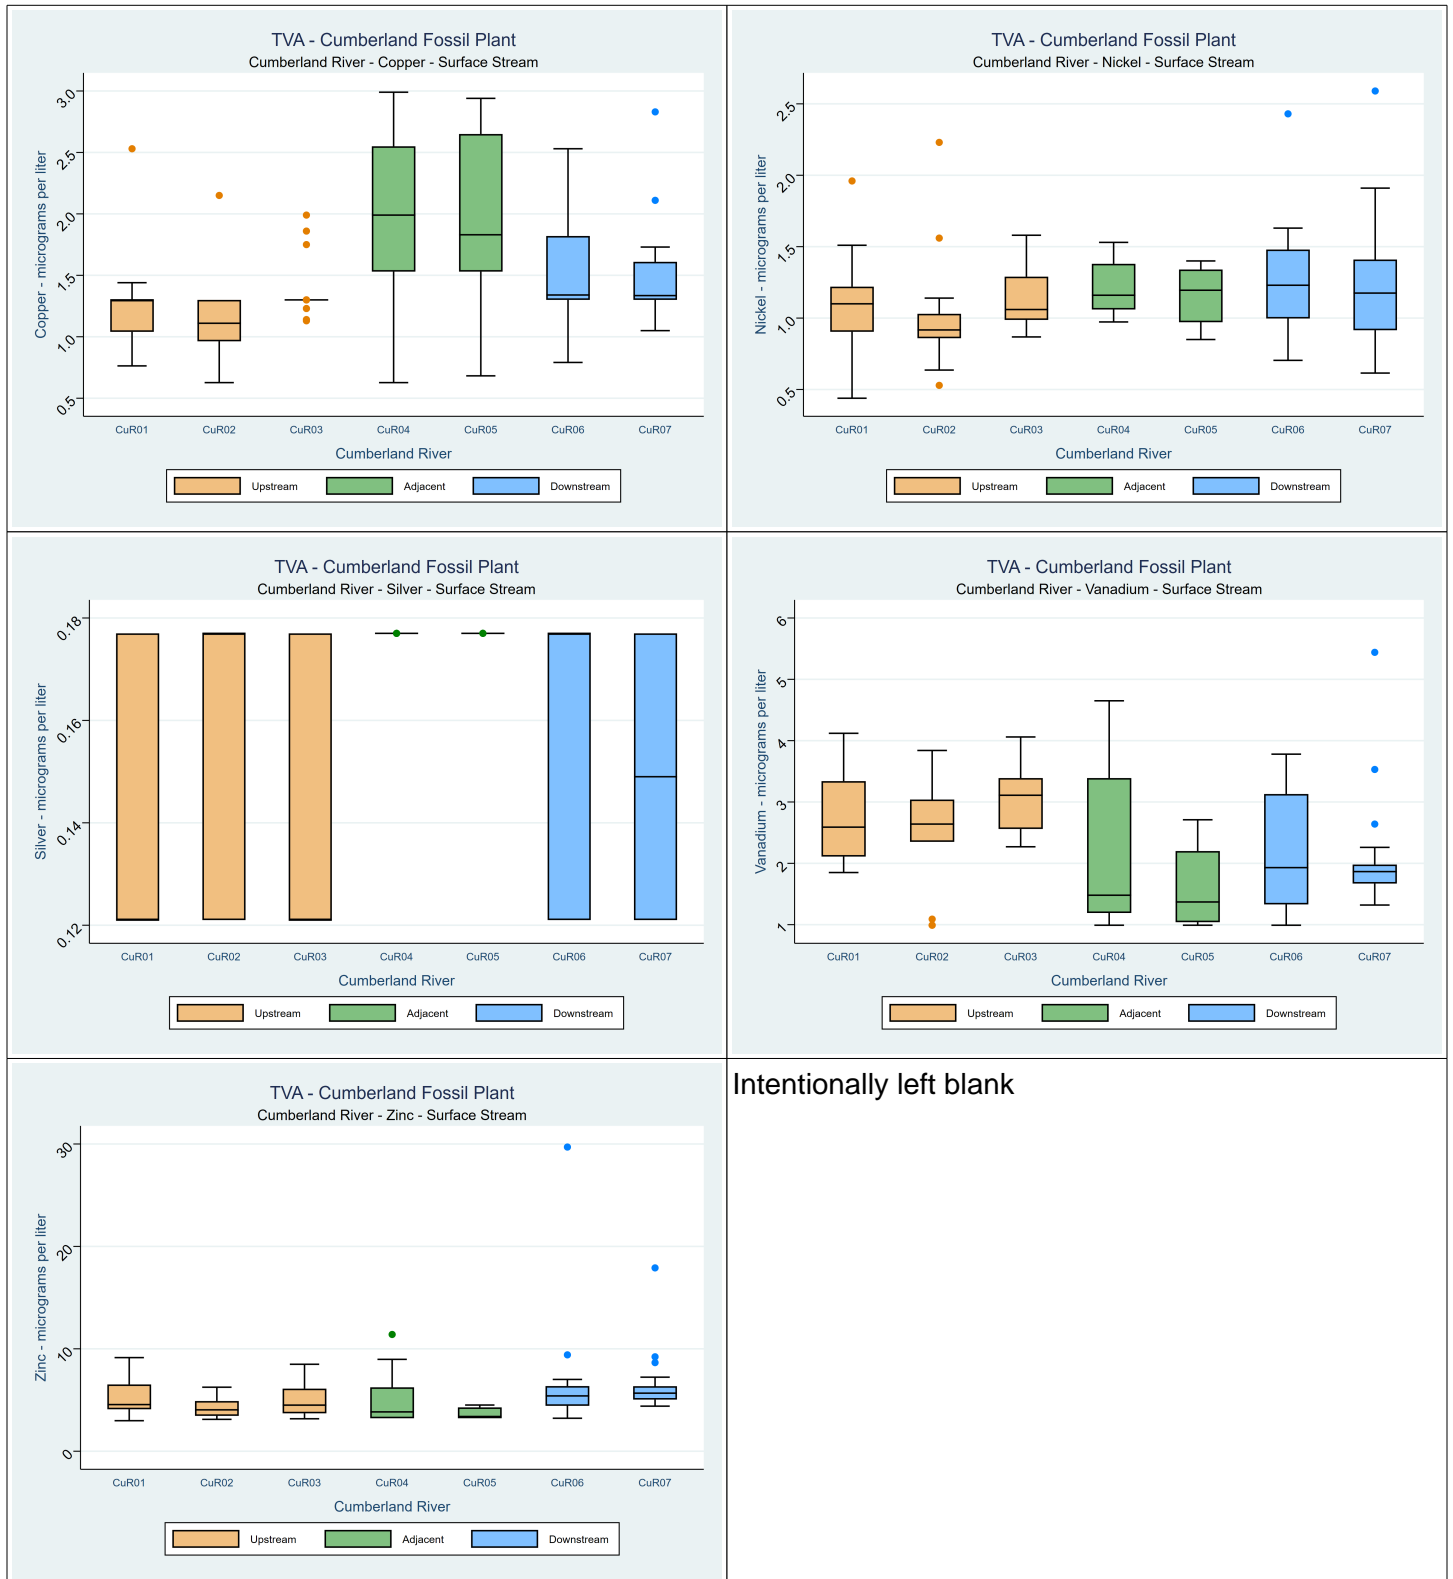 TVA - Cumberland Fossil Plant
Cumberland River - Copper - Surface Stream
Copper - micrograms per liter
3.0
2.5
2.0
1.5
1.0
0.5
CuR01 CuR02 CuR03 CuR04 CuR05 CuR06 CuR07
Cumberland River
Upstream Adjacent Downstream
TVA - Cumberland Fossil Plant
Cumberland River - Nickel - Surface Stream
Nickel - micrograms per liter
2.5
2.0
1.5
1.0
0.5
CuR01 CuR02 CuR03 CuR04 CuR05 CuR06 CuR07
Cumberland River
Upstream Adjacent Downstream
TVA - Cumberland Fossil Plant
Cumberland River - Silver - Surface Stream
Silver - micrograms per liter
0.18
0.16
0.14
0.12
CuR01 CuR02 CuR03 CuR04 CuR05 CuR06 CuR07
Cumberland River
Upstream Adjacent Downstream
TVA - Cumberland Fossil Plant
Cumberland River - Vanadium - Surface Stream
Vanadium - micrograms per liter
6
5
4
3
2
1
CuR01 CuR02 CuR03 CuR04 CuR05 CuR06 CuR07
Cumberland River
Upstream Adjacent Downstream
TVA - Cumberland Fossil Plant
Cumberland River - Zinc - Surface Stream
Zinc - micrograms per liter
30
20
10
0
CuR01 CuR02 CuR03 CuR04 CuR05 CuR06 CuR07
Cumberland River
Upstream Adjacent Downstream
Intentionally left blank